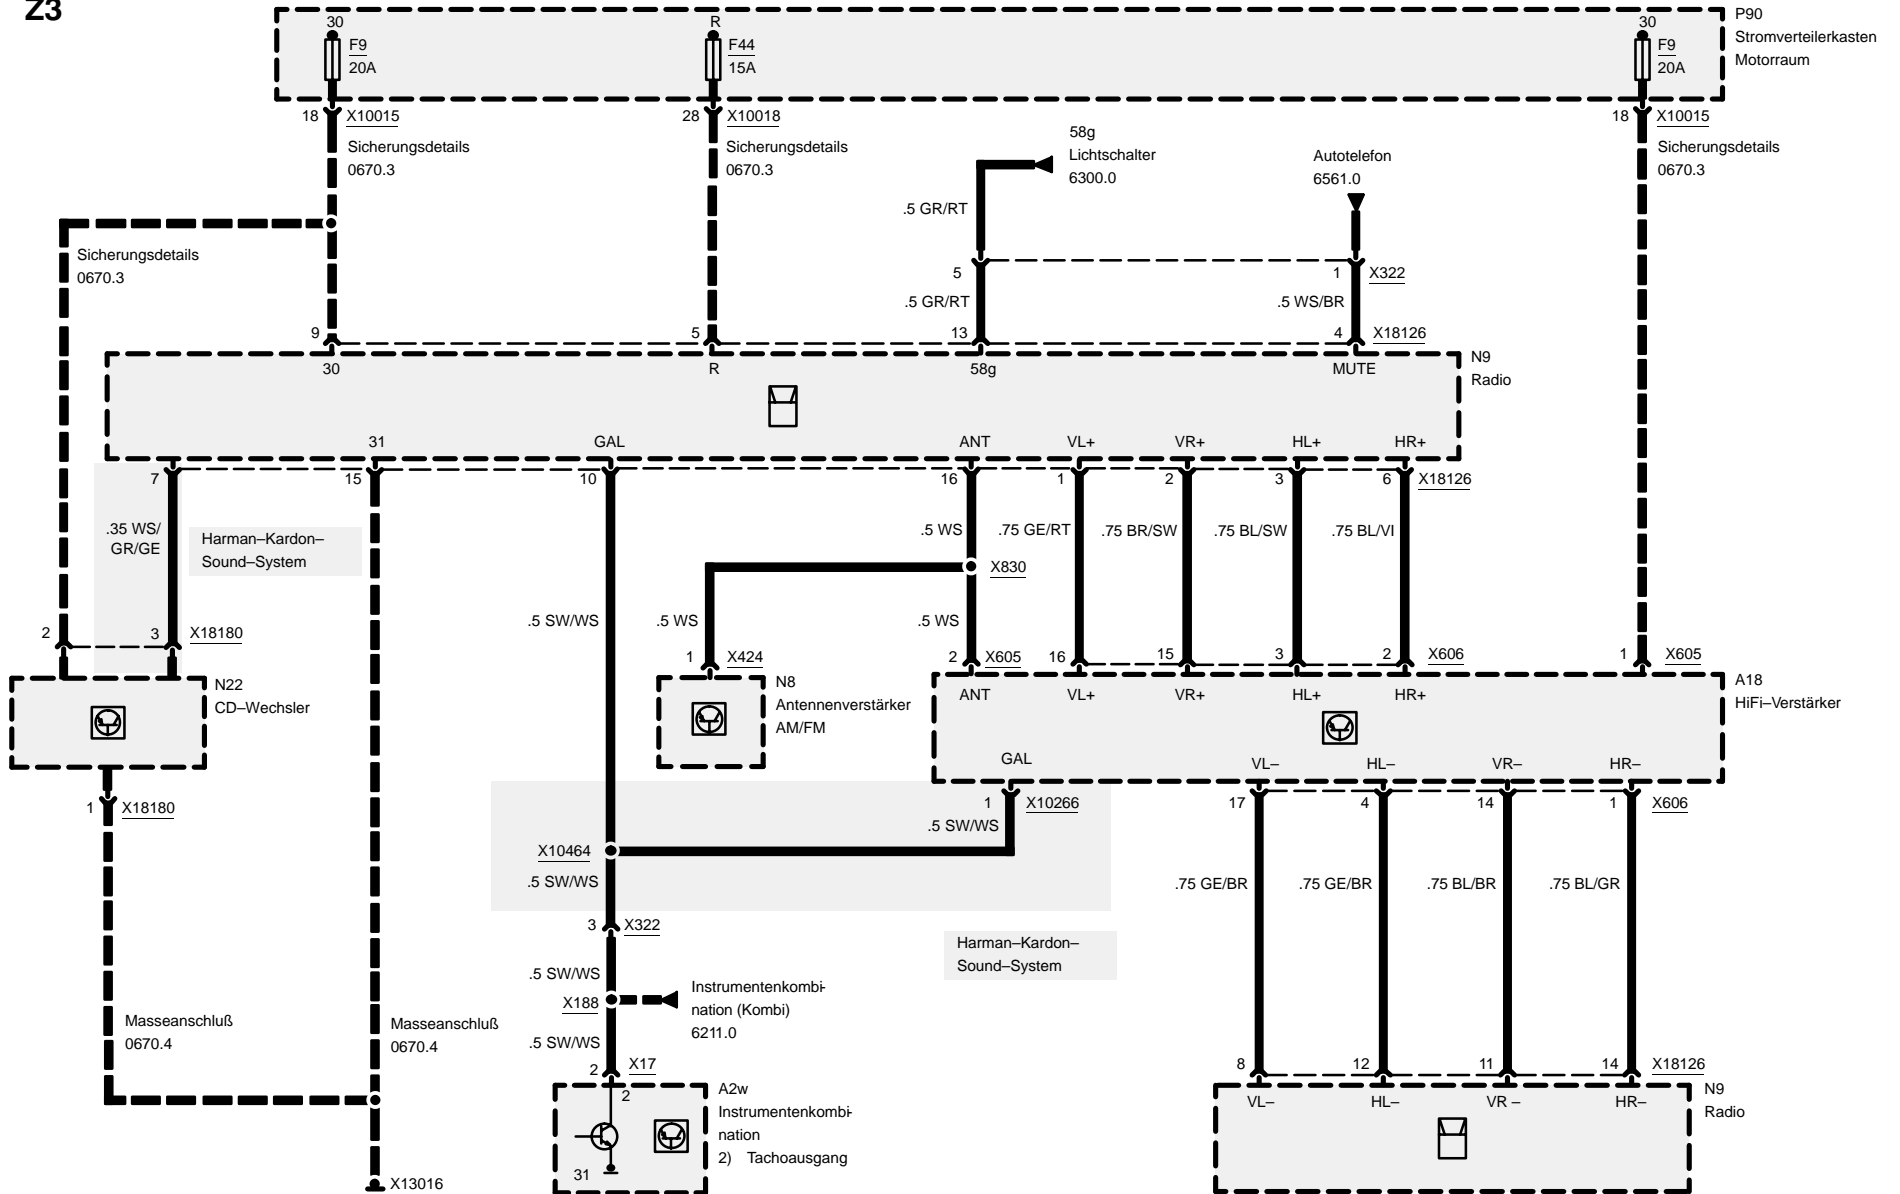 Z3
30
F9
20A
R
F44
15A
30
F9
20A
P90
Stromverteilerkasten
Motorraum
18
X10015
Sicherungsdetails
0670.3
28
X10018
Sicherungsdetails
0670.3
58g
Lichtschalter
6300.0
Autotelefon
6561.0
18
X10015
Sicherungsdetails
0670.3
.5 GR/RT
Sicherungsdetails
0670.3
5
1
X322
.5 GR/RT
.5 WS/BR
9
5
13
4
X18126
30
R
58g
MUTE
N9
Radio
31
GAL
ANT
VL+
VR+
HL+
HR+
7
15
10
16
1
2
3
6
X18126
.35 WS/
GR/GE
Harman–Kardon–
Sound–System
.5 WS
.75 GE/RT
.75 BR/SW
.75 BL/SW
.75 BL/VI
X830
.5 SW/WS
.5 WS
.5 WS
2
3
X18180
1
X424
2
X605
16
15
3
2
X606
1
X605
N22
CD–Wechsler
N8
Antennenverstärker
AM/FM
ANT
VL+
VR+
HL+
HR+
A18
HiFi–Verstärker
GAL
VL–
HL–
VR–
HR–
1
X18180
1
X10266
17
4
14
1
X606
.5 SW/WS
X10464
.5 SW/WS
.75 GE/BR
.75 GE/BR
.75 BL/BR
.75 BL/GR
3
X322
Harman–Kardon–
Sound–System
.5 SW/WS
X188
Instrumentenkombi-
nation (Kombi)
6211.0
Masseanschluß
0670.4
Masseanschluß
0670.4
.5 SW/WS
2
X17
8
12
11
14
X18126
2
A2w
Instrumentenkombi-
nation
2) Tachoausgang
31
VL–
HL–
VR –
HR–
N9
Radio
X13016